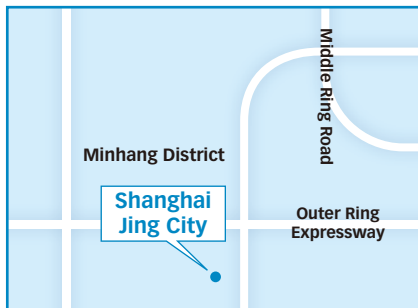 Middle Ring Road
Minhang District
Shanghai
Jing City
Outer Ring
Expressway